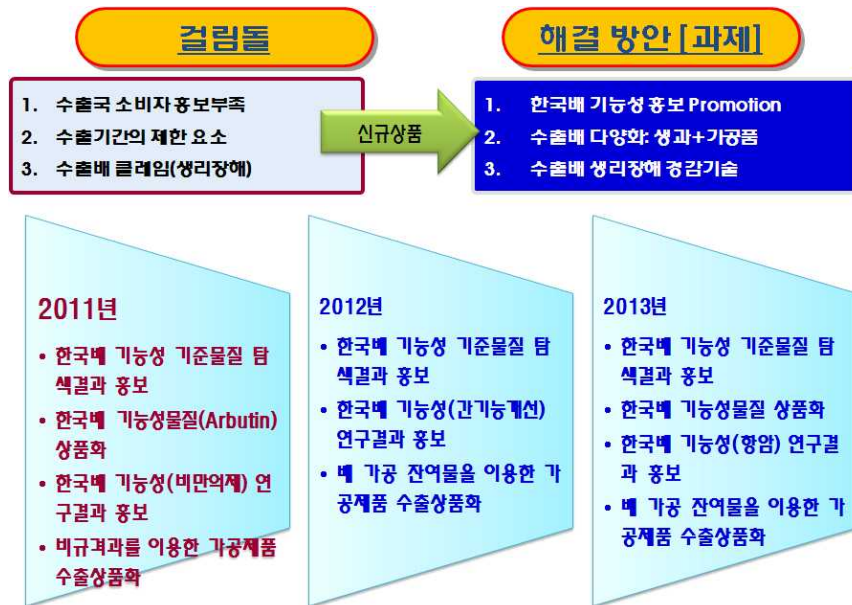 걸림돌
1. 수출국 소비자 홍보부족
2. 수출기간의 제한 요소
3. 수출배 클레임(생리장해)
신규상품
해결 방안 [과제]
1. 한국배 기능성 홍보 Promotion
2. 수출배 다양화: 생과+가공품
3. 수출배 생리장해 경감기술
2011년
• 한국배 기능성 기준물질 탐
색결과 홍보
• 한국배 기능성물질(Arbutin)
상품화
• 한국배 기능성(비만억제) 연
구결과 홍보
• 비규격과를 이용한 가공제품
수출상품화
2012년
• 한국배 기능성 기준물질 탐
색결과 홍보
• 한국배 기능성(간기능개선)
연구결과 홍보
• 배 가공 잔여물을 이용한 가
공제품 수출상품화
2013년
• 한국배 기능성 기준물질 탐
색결과 홍보
• 한국배 기능성물질 상품화
• 한국배 기능성(항암) 연구결
과 홍보
• 배 가공 잔여물을 이용한 가
공제품 수출상품화